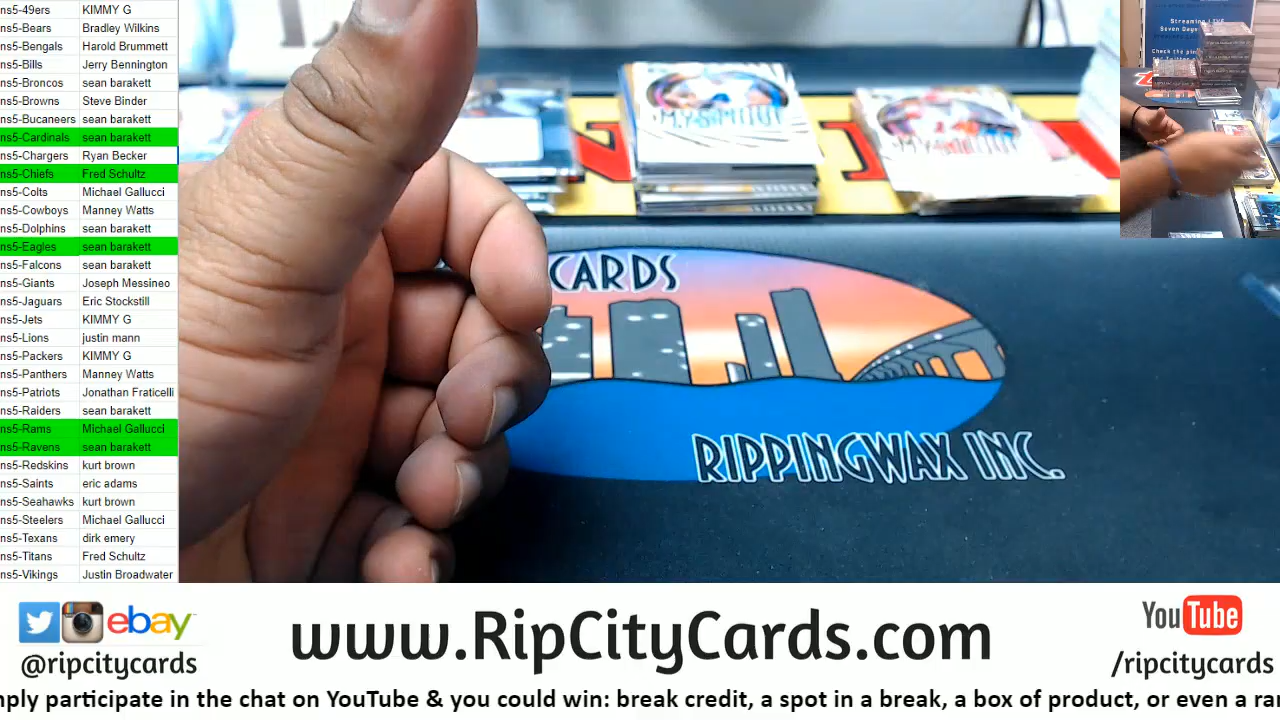 ns5-49ers KIMMY G
ns5-Bears Bradley Wilkins
ns5-Bengals Harold Brummett
ns5-Bills Jerry Bennington
ns5-Broncos sean barakett
ns5-Browns Steve Binder
ns5-Bucaneers sean barakett
ns5-Cardinals sean barakett
ns5-Chargers Ryan Becker
ns5-Chiefs Fred Schultz
ns5-Colts Michael Gallucci
ns5-Cowboys Manney Watts
ns5-Dolphins sean barakett
ns5-Eagles sean barakett
ns5-Falcons sean barakett
ns5-Giants Joseph Messineo
ns5-Jaguars Eric Stockstill
ns5-Jets KIMMY G
ns5-Lions justin mann
ns5-Packers KIMMY G
ns5-Panthers Manney Watts
ns5-Patriots Jonathan Fraticelli
ns5-Raiders sean barakett
ns5-Rams Michael Gallucci
ns5-Ravens sean barakett
ns5-Redskins kurt brown
ns5-Saints eric adams
ns5-Seahawks kurt brown
ns5-Steelers Michael Gallucci
ns5-Texans dirk emery
ns5-Titans Fred Schultz
ns5-Vikings Justin Broadwater
CARDS
RIPPINGWAX INC.
Streaming LIVE
Seven Days
Check the
ebay
@ripcitycards
www.RipCityCards.com
YouTube
/ripcitycards
mply participate in the chat on YouTube & you could win: break credit, a spot in a break, a box of product, or even a ra